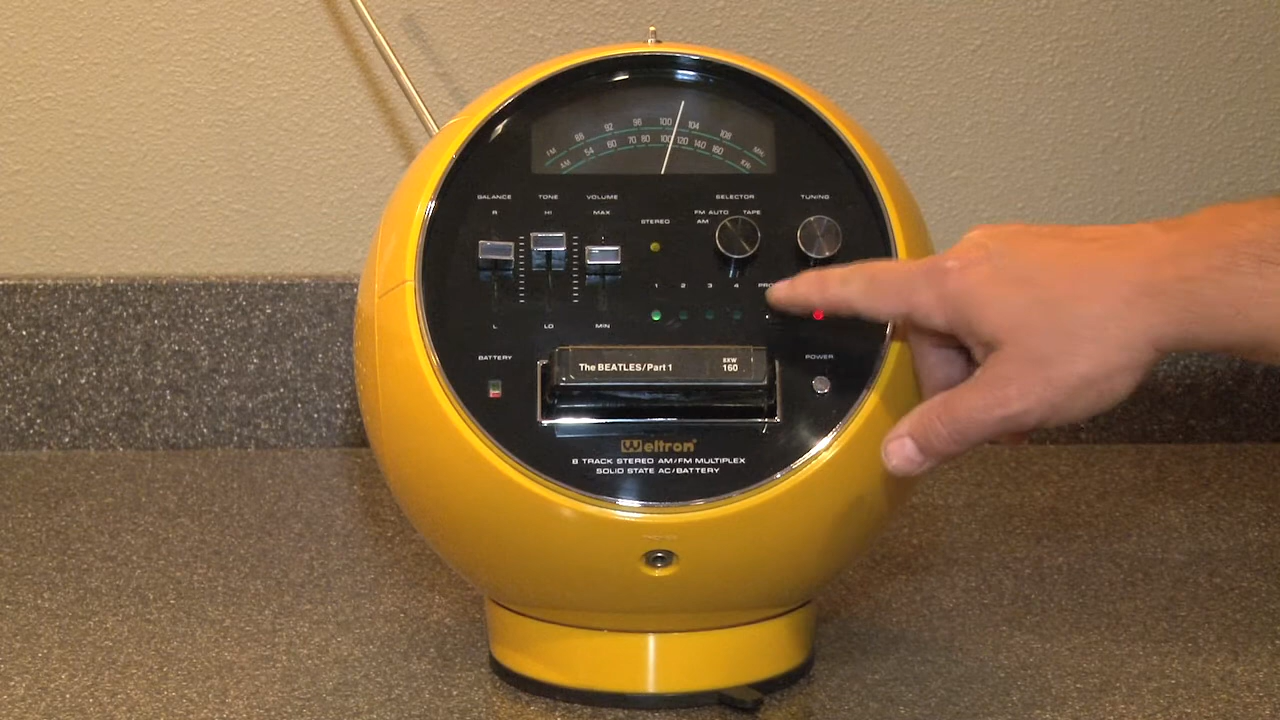 FM 88 92 96 100 104 108 MHz
AM 54 60 70 80 100 120 140 160 KHz
BALANCE TONE VOLUME SELECTOR TUNING
R HI MAX FM AUTO TAPE
STEREO AM
1 2 3 4
L LO MIN
BATTERY POWER
The BEATLES/Part 1 8XW
160
Weltron
8 TRACK STEREO AM/FM MULTIPLEX
SOLID STATE AC/BATTERY